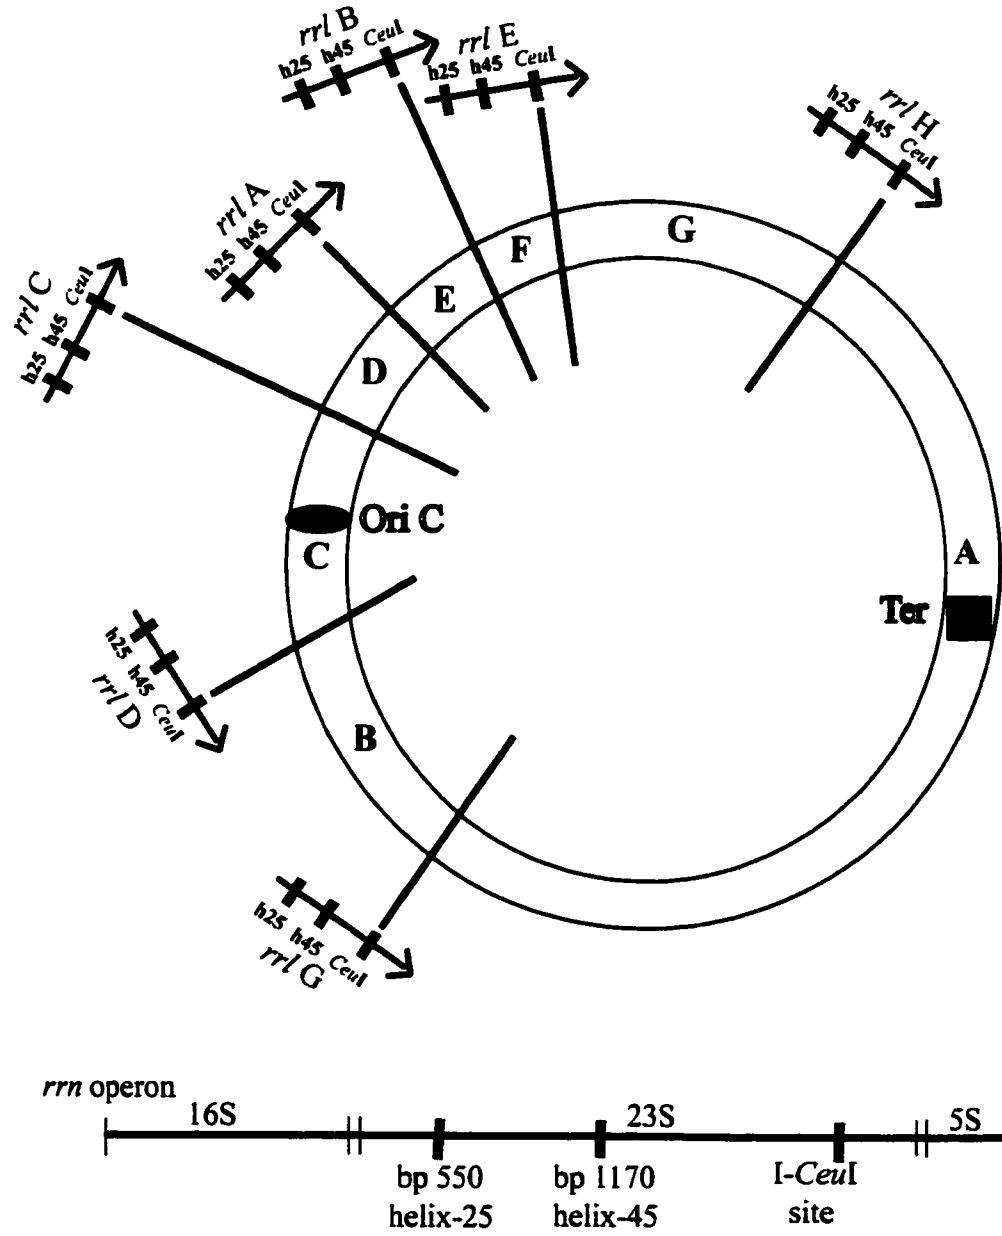 rrl B
h25 h45 CeuI
rrl E
h25 h45 CeuI
rrl H
h25 h45 CeuI
rrl A
h25 h45 CeuI
rrl C
h25 h45 CeuI
G
F
E
D
Ori C
C
A
Ter
h25 h45 CeuI
rrl D
B
h25 h45 CeuI
rrl G
rrn operon
16S 23S 5S
bp 550 bp 1170 I-CeuI
helix-25 helix-45 site